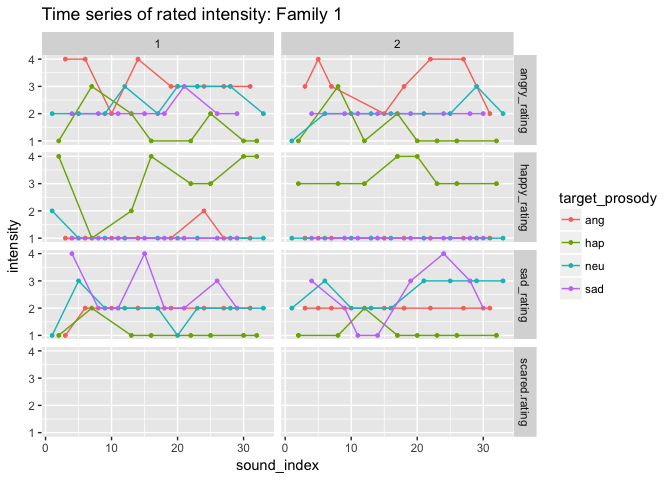 Time series of rated intensity: Family 1
1 2
4
3
2
1
angry_rating
4
3
2
1
happy_rating
4
3
2
1
sad_rating
4
3
2
1
scared.rating
intensity
0 10 20 30 0 10 20 30
sound_index
target_prosody
ang
hap
neu
sad